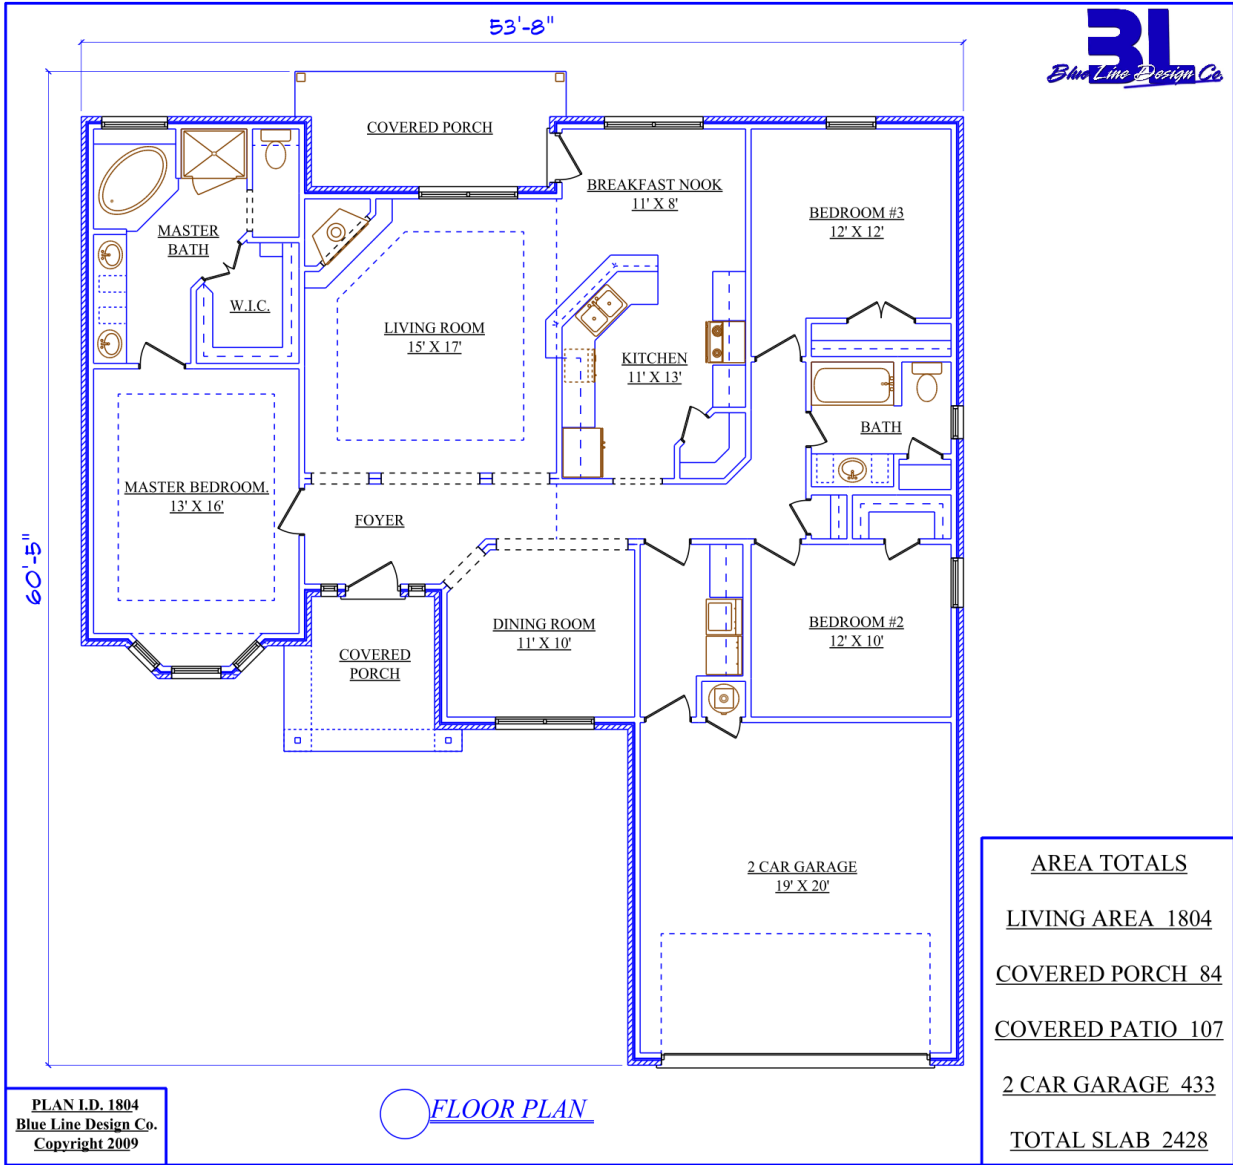 53'-8"
BL
Blue Line Design Co.
COVERED PORCH
BREAKFAST NOOK
11' X 8'
BEDROOM #3
12' X 12'
MASTER
BATH
W.I.C.
LIVING ROOM
15' X 17'
KITCHEN
11' X 13'
BATH
MASTER BEDROOM.
13' X 16'
FOYER
60'-5"
DINING ROOM
11' X 10'
BEDROOM #2
12' X 10'
COVERED
PORCH
2 CAR GARAGE
19' X 20'
AREA TOTALS
LIVING AREA 1804
COVERED PORCH 84
COVERED PATIO 107
2 CAR GARAGE 433
TOTAL SLAB 2428
PLAN I.D. 1804
Blue Line Design Co.
Copyright 2009
FLOOR PLAN